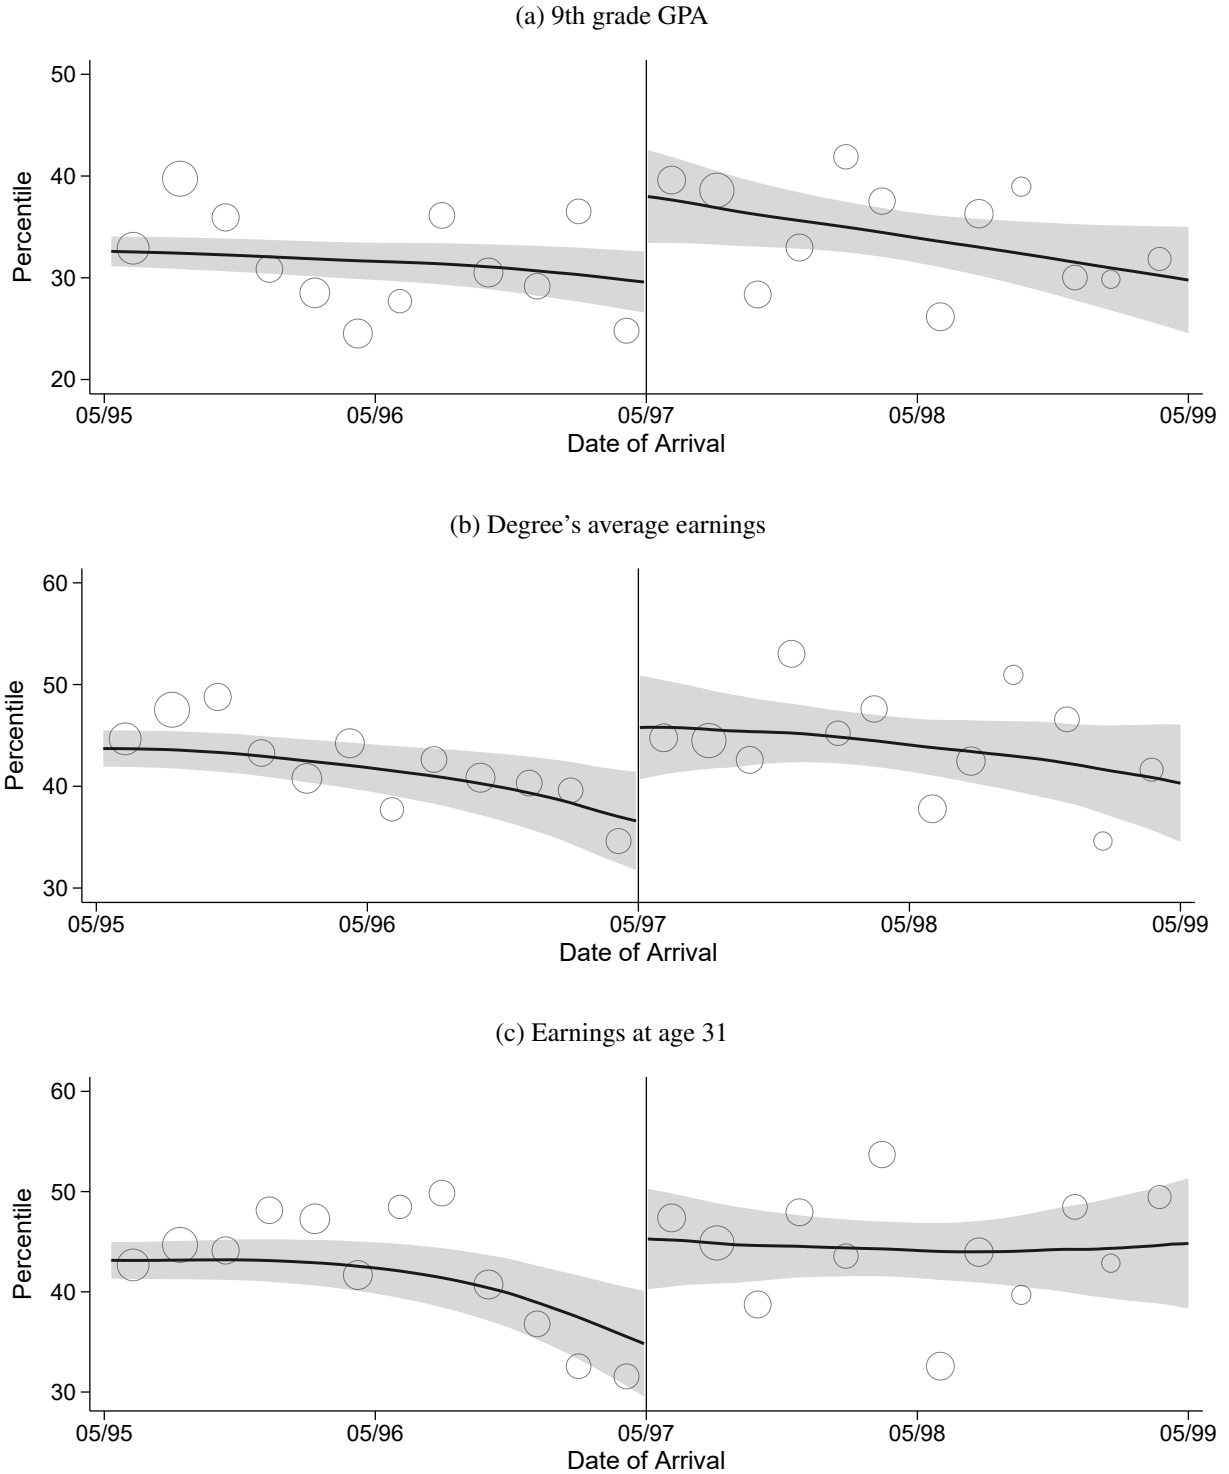 (a) 9th grade GPA
50
40
30
20
Percentile
05/95 05/96 05/97 05/98 05/99
Date of Arrival
(b) Degree's average earnings
60
50
40
30
Percentile
05/95 05/96 05/97 05/98 05/99
Date of Arrival
(c) Earnings at age 31
60
50
40
30
Percentile
05/95 05/96 05/97 05/98 05/99
Date of Arrival